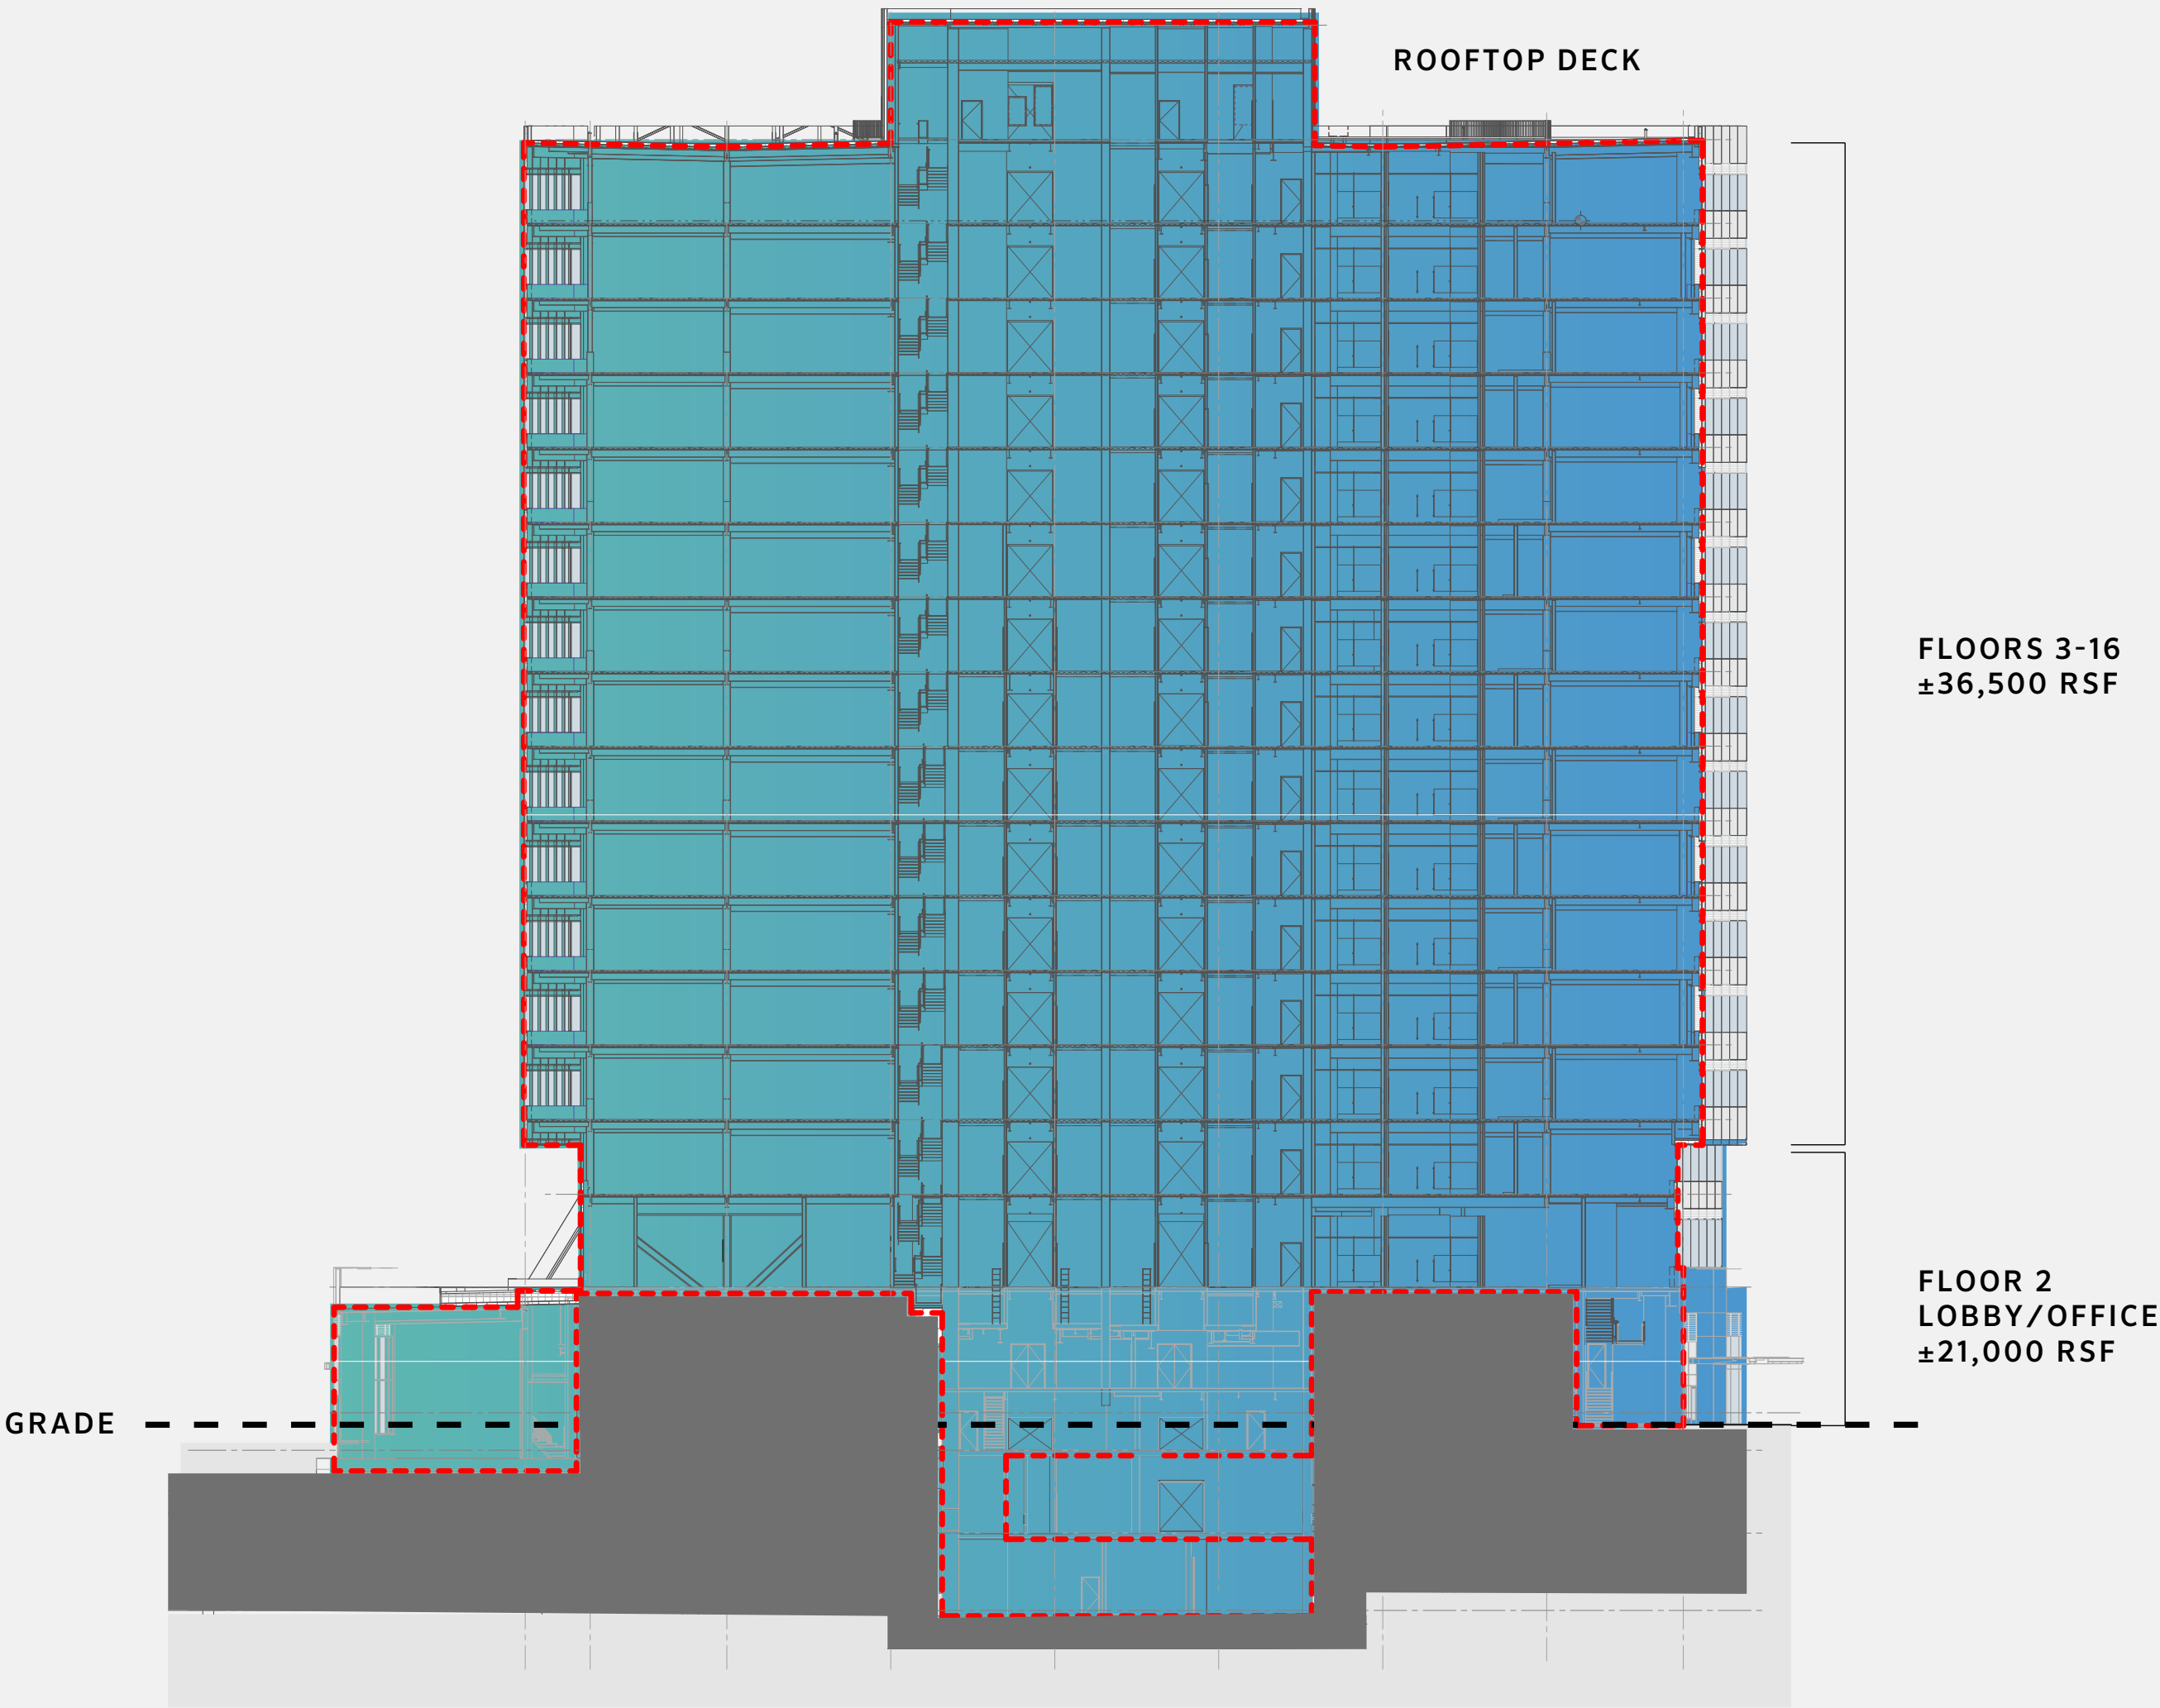 ROOFTOP DECK
FLOORS 3-16
±36,500 RSF
FLOOR 2
LOBBY/OFFICE
±21,000 RSF
GRADE